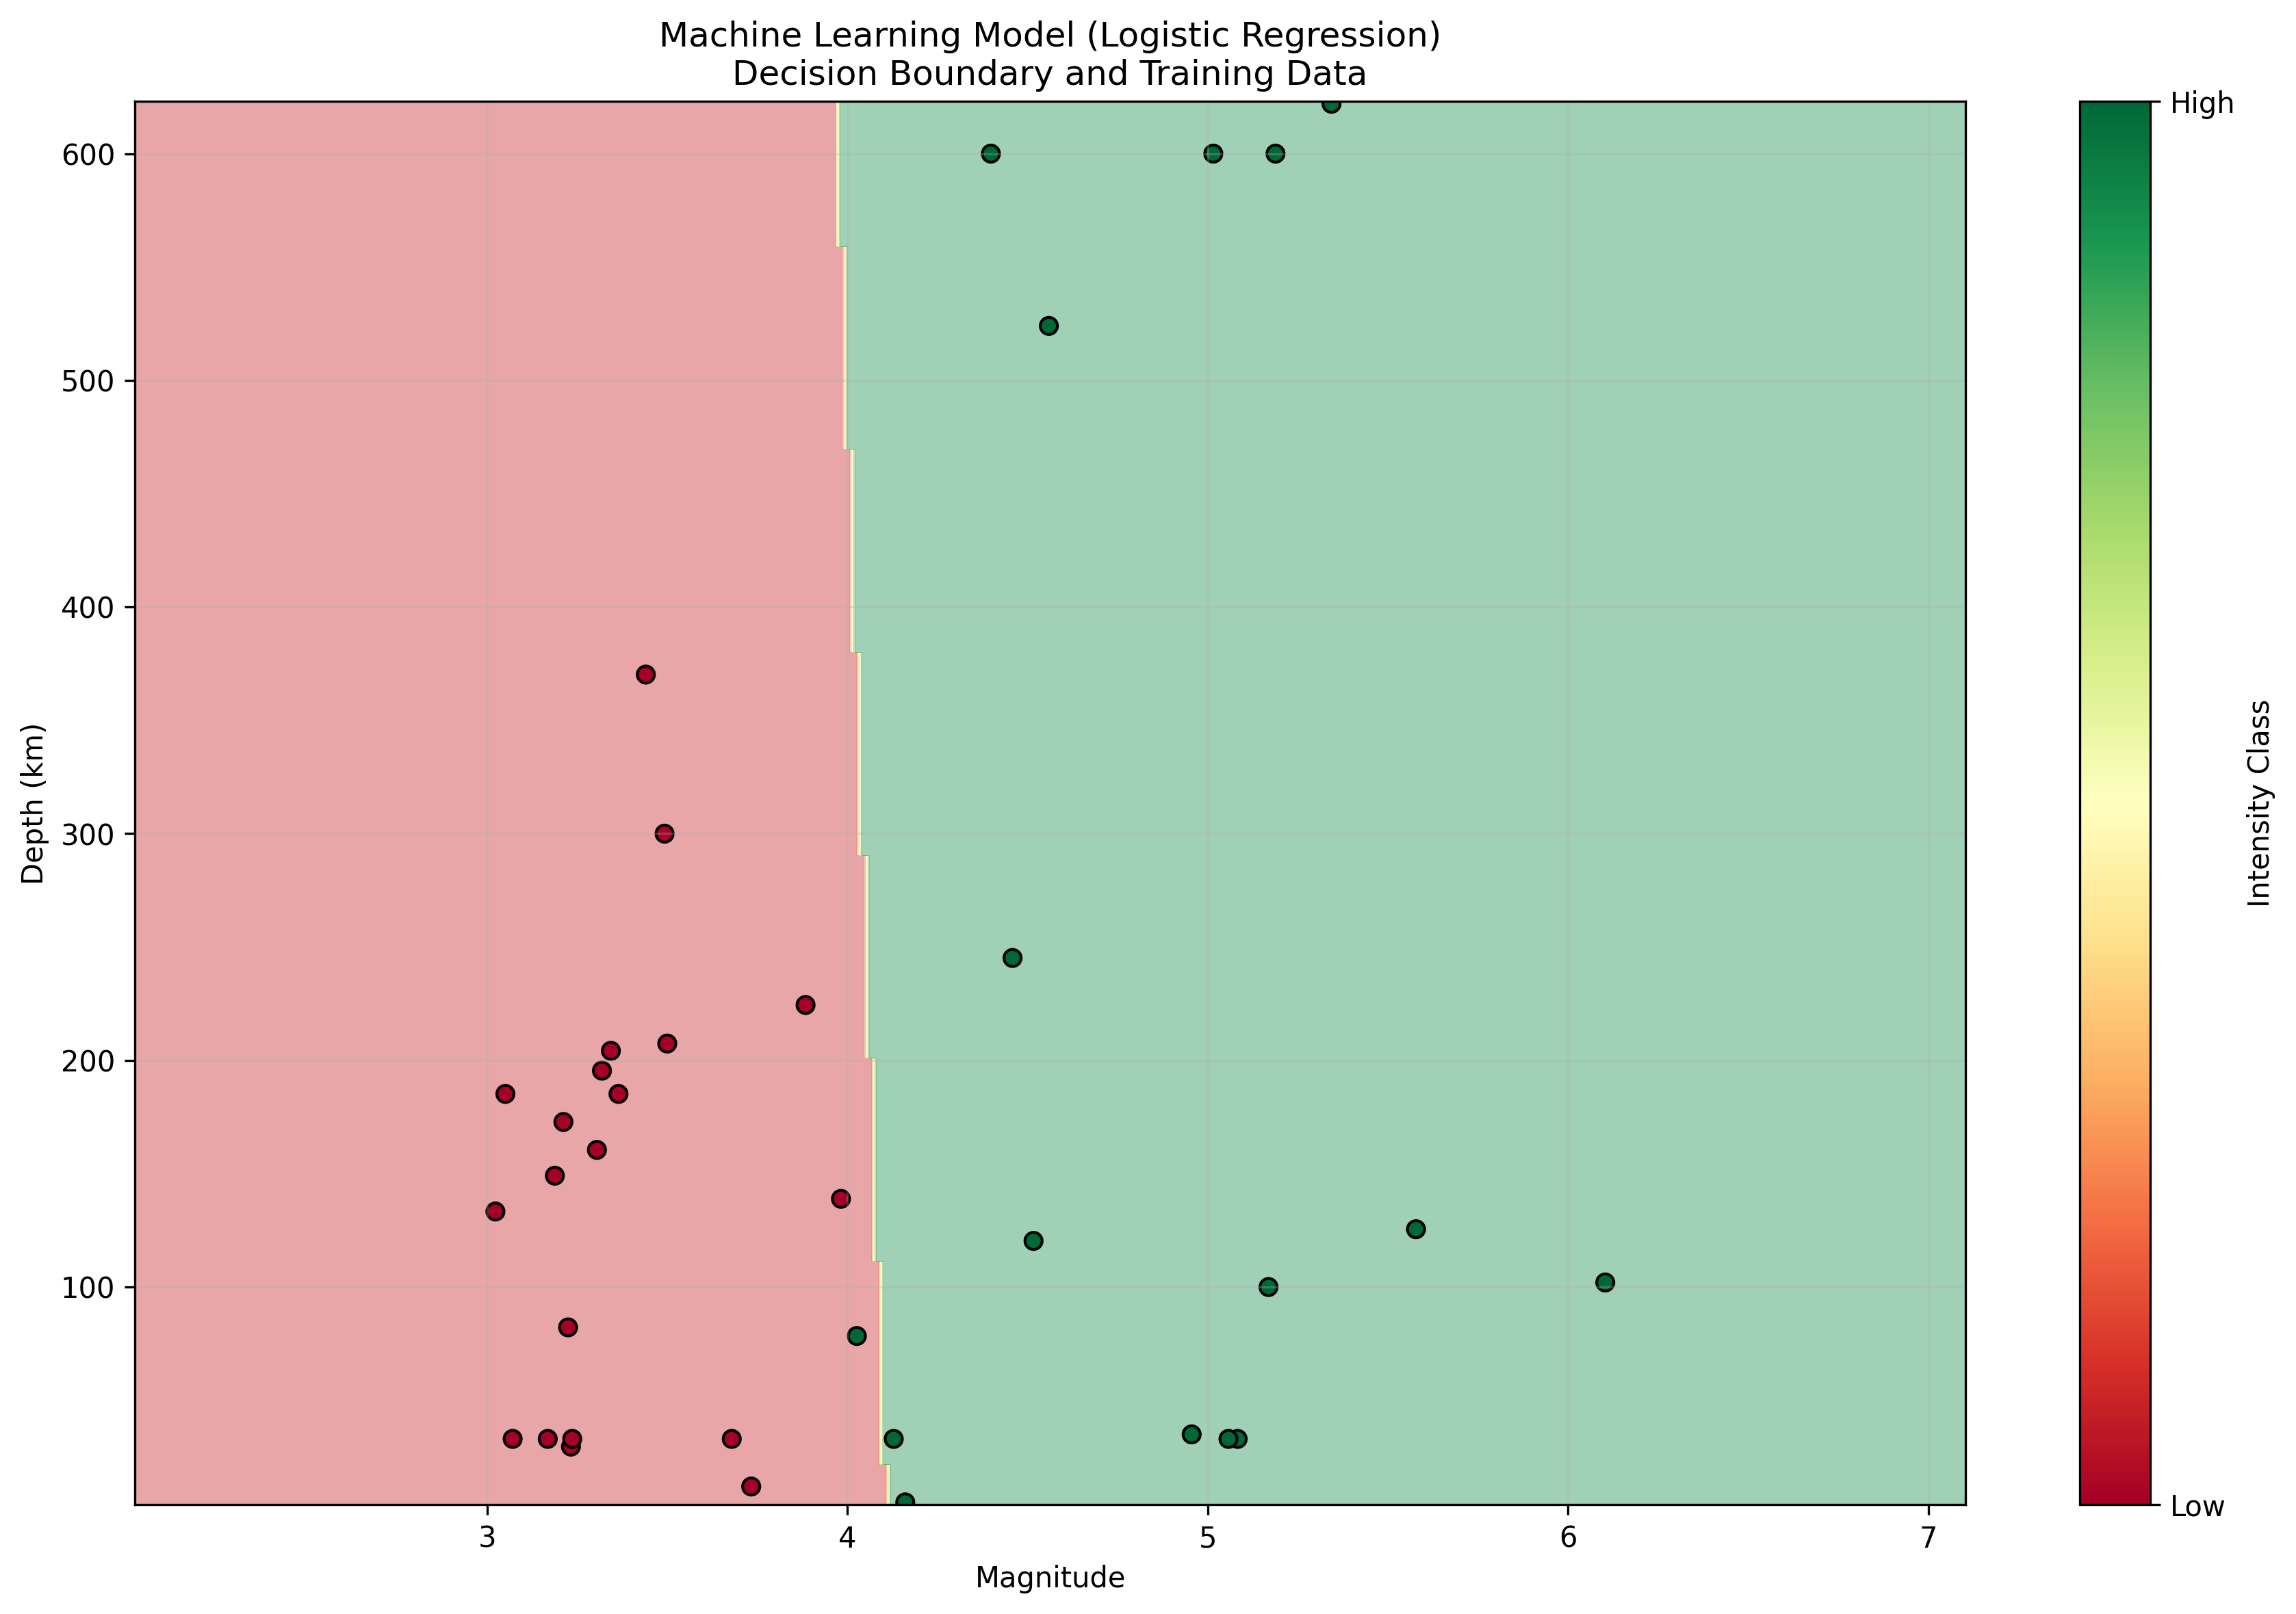 Machine Learning Model (Logistic Regression)
Decision Boundary and Training Data
High
600
500
400
300
200
100
Depth (km)
Intensity Class
Low
3 4 5 6 7
Magnitude